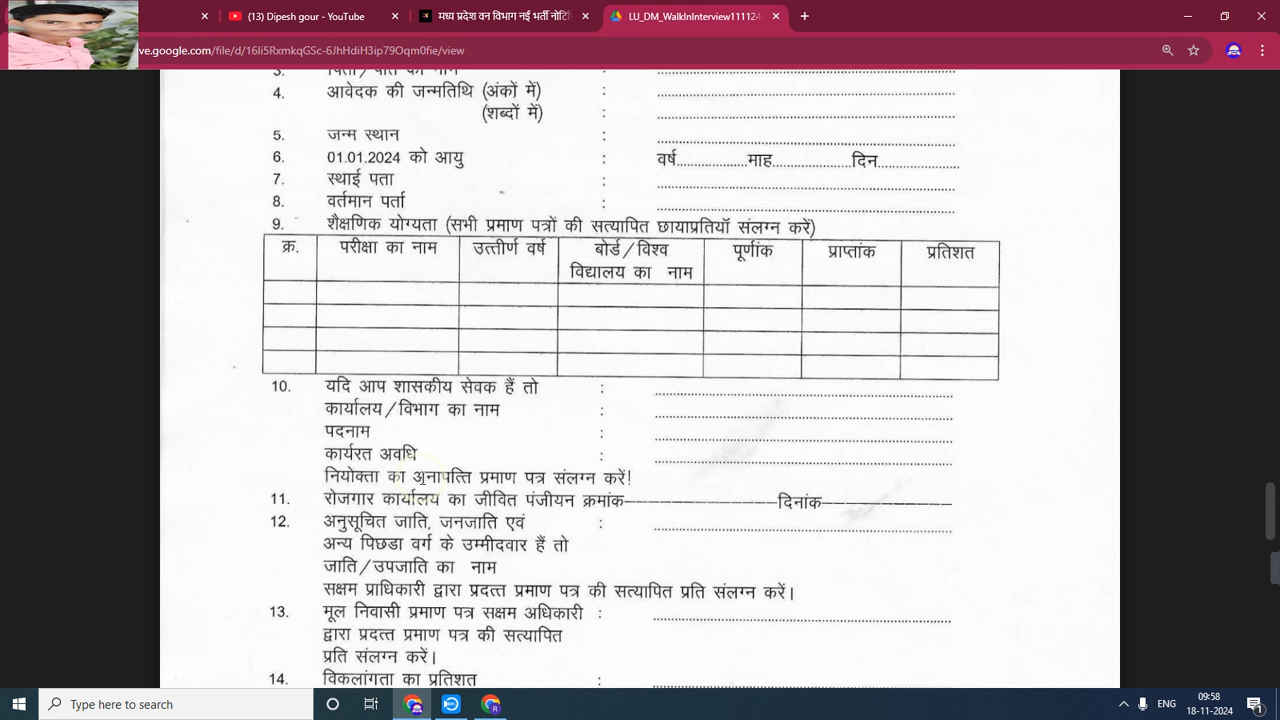 (13) Dipesh gour - YouTube
विभाग नई भर्ती
LU_DM_WalkInInterview11112
ve.google.com/file/d/16Ii5RxmkqGSc-6JhHdiH3ip79Oqm0fie/view
3. पिता/पति का नाम :
4. आवेदक की जन्मतिथि (अंकों में) :
(शब्दों में) :
5. जन्म स्थान :
6. 01.01.2024 को आयु : वर्ष....................माह......................दिन......................
7. स्थाई पता :
8. वर्तमान पर्ता :
9. शैक्षणिक योग्यता (सभी प्रमाण पत्रों की सत्यापित छायाप्रतियॉ संलग्न करें)
क्र. परीक्षा का नाम उत्तीर्ण वर्ष बोर्ड/विश्व पूर्णांक प्राप्तांक प्रतिशत
विद्यालय का नाम
10. यदि आप शासकीय सेवक हैं तो :
कार्यालय/विभाग का नाम :
पदनाम :
कार्यरत अवधि :
नियोक्ता का अनापत्ति प्रमाण पत्र संलग्न करें!
11. रोजगार कार्यालय का जीवित पंजीयन क्रमांक-----------------------दिनांक--------------------
12. अनुसूचित जाति, जनजाति एवं :
अन्य पिछडा वर्ग के उम्मीदवार हैं तो
जाति/उपजाति का नाम
सक्षम प्राधिकारी द्वारा प्रदत्त प्रमाण पत्र की सत्यापित प्रति संलग्न करें।
13. मूल निवासी प्रमाण पत्र सक्षम अधिकारी :
द्वारा प्रदत्त प्रमाण पत्र की सत्यापित
प्रति संलग्न करें।
14. विकलांगता का प्रतिशत :
Type here to search
ENG
09:58
18-11-2024